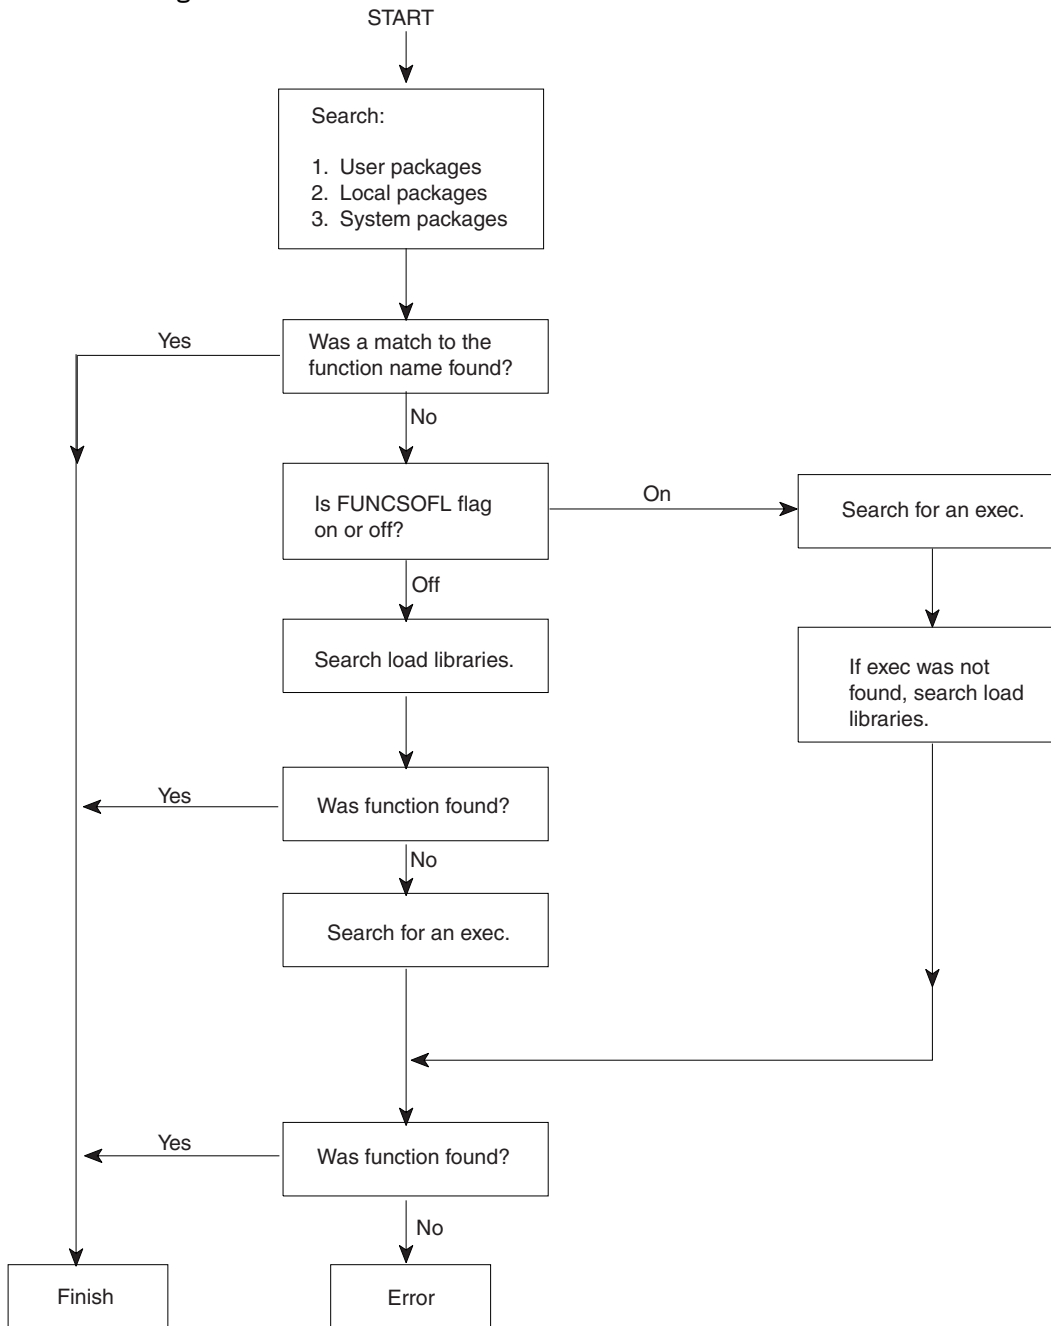 START
Search:
1. User packages
2. Local packages
3. System packages
Yes
Was a match to the
function name found?
No
Is FUNCSOFL flag
on or off?
On
Search for an exec.
Off
Search load libraries.
If exec was not
found, search load
libraries.
Yes
Was function found?
No
Search for an exec.
Yes
Was function found?
No
Finish
Error